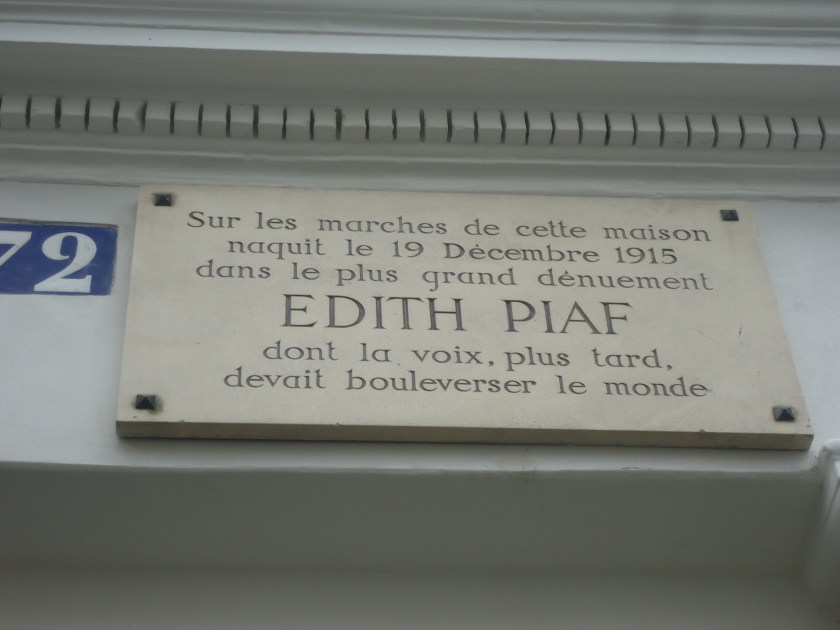 72
Sur les marches de cette maison
naquit le 19 Décembre 1915
dans le plus grand dénuement
EDITH PIAF
dont la voix, plus tard,
devait bouleverser le monde